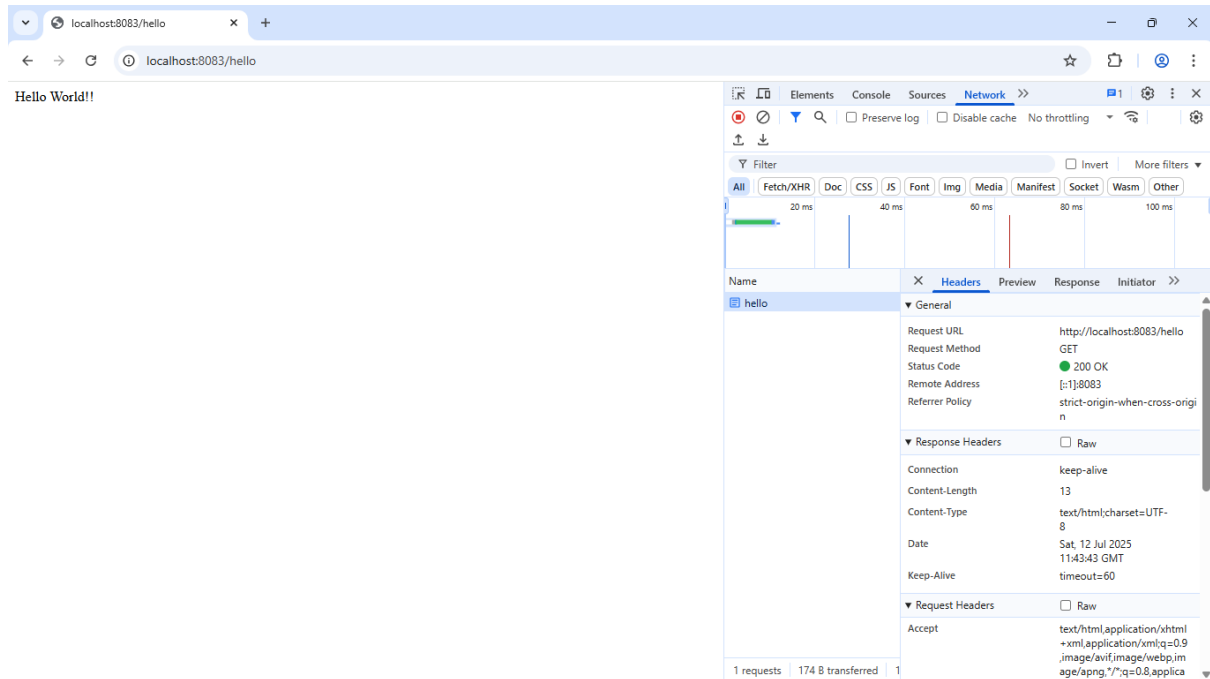 localhost:8083/hello
localhost:8083/hello
Hello World!!
Elements Console Sources Network 1
Preserve log Disable cache No throttling
Filter Invert More filters
All Fetch/XHR Doc CSS JS Font Img Media Manifest Socket Wasm Other
20 ms 40 ms 60 ms 80 ms 100 ms
Name Headers Preview Response Initiator
hello
General
Request URL http://localhost:8083/hello
Request Method GET
Status Code 200 OK
Remote Address [::1]:8083
Referrer Policy strict-origin-when-cross-origi
n
Response Headers Raw
Connection keep-alive
Content-Length 13
Content-Type text/html;charset=UTF-
8
Date Sat, 12 Jul 2025
11:43:43 GMT
Keep-Alive timeout=60
Request Headers Raw
Accept text/html,application/xhtml
+xml,application/xml;q=0.9
,image/avif,image/webp,im
age/apng,*/*;q=0.8,applica
1 requests 174 B transferred 1